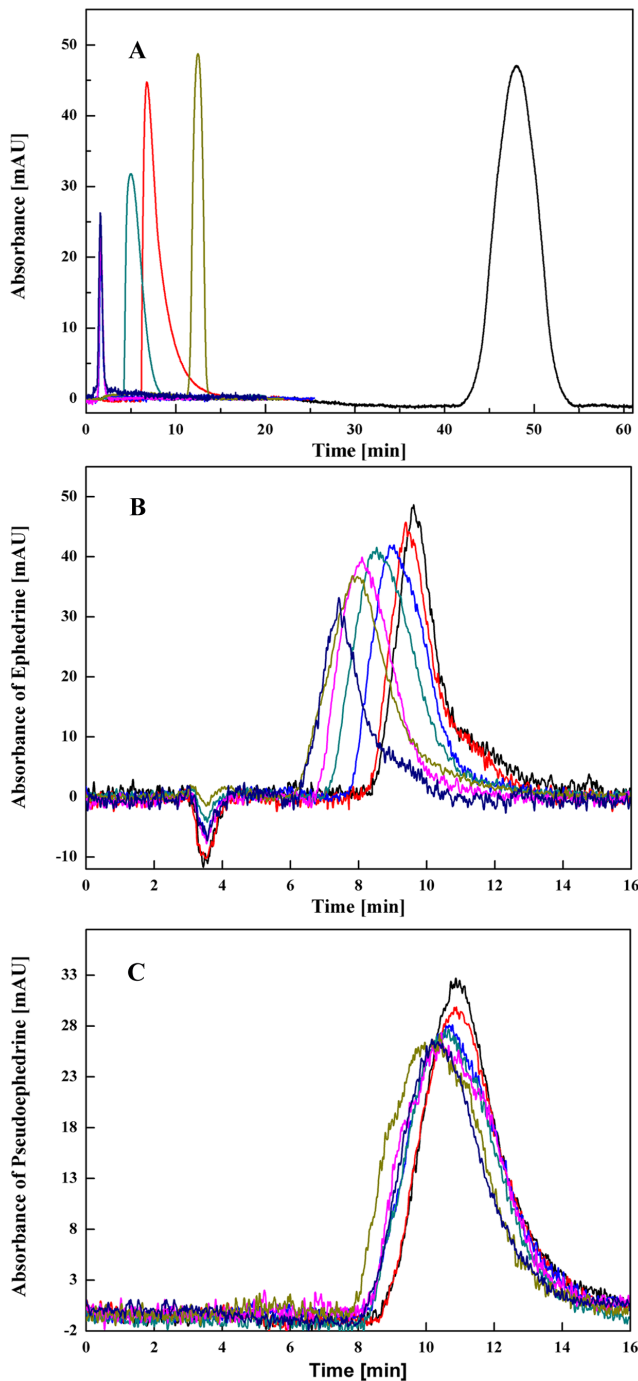 A
Absorbance [mAU]
50
40
30
20
10
0
0 10 20 30 40 50 60
Time [min]
B
Absorbance of Ephedrine [mAU]
50
40
30
20
10
0
-10
0 2 4 6 8 10 12 14 16
Time [min]
C
Absorbance of Pseudoephedrine [mAU]
33
28
23
18
13
8
3
-2
0 2 4 6 8 10 12 14 16
Time [min]